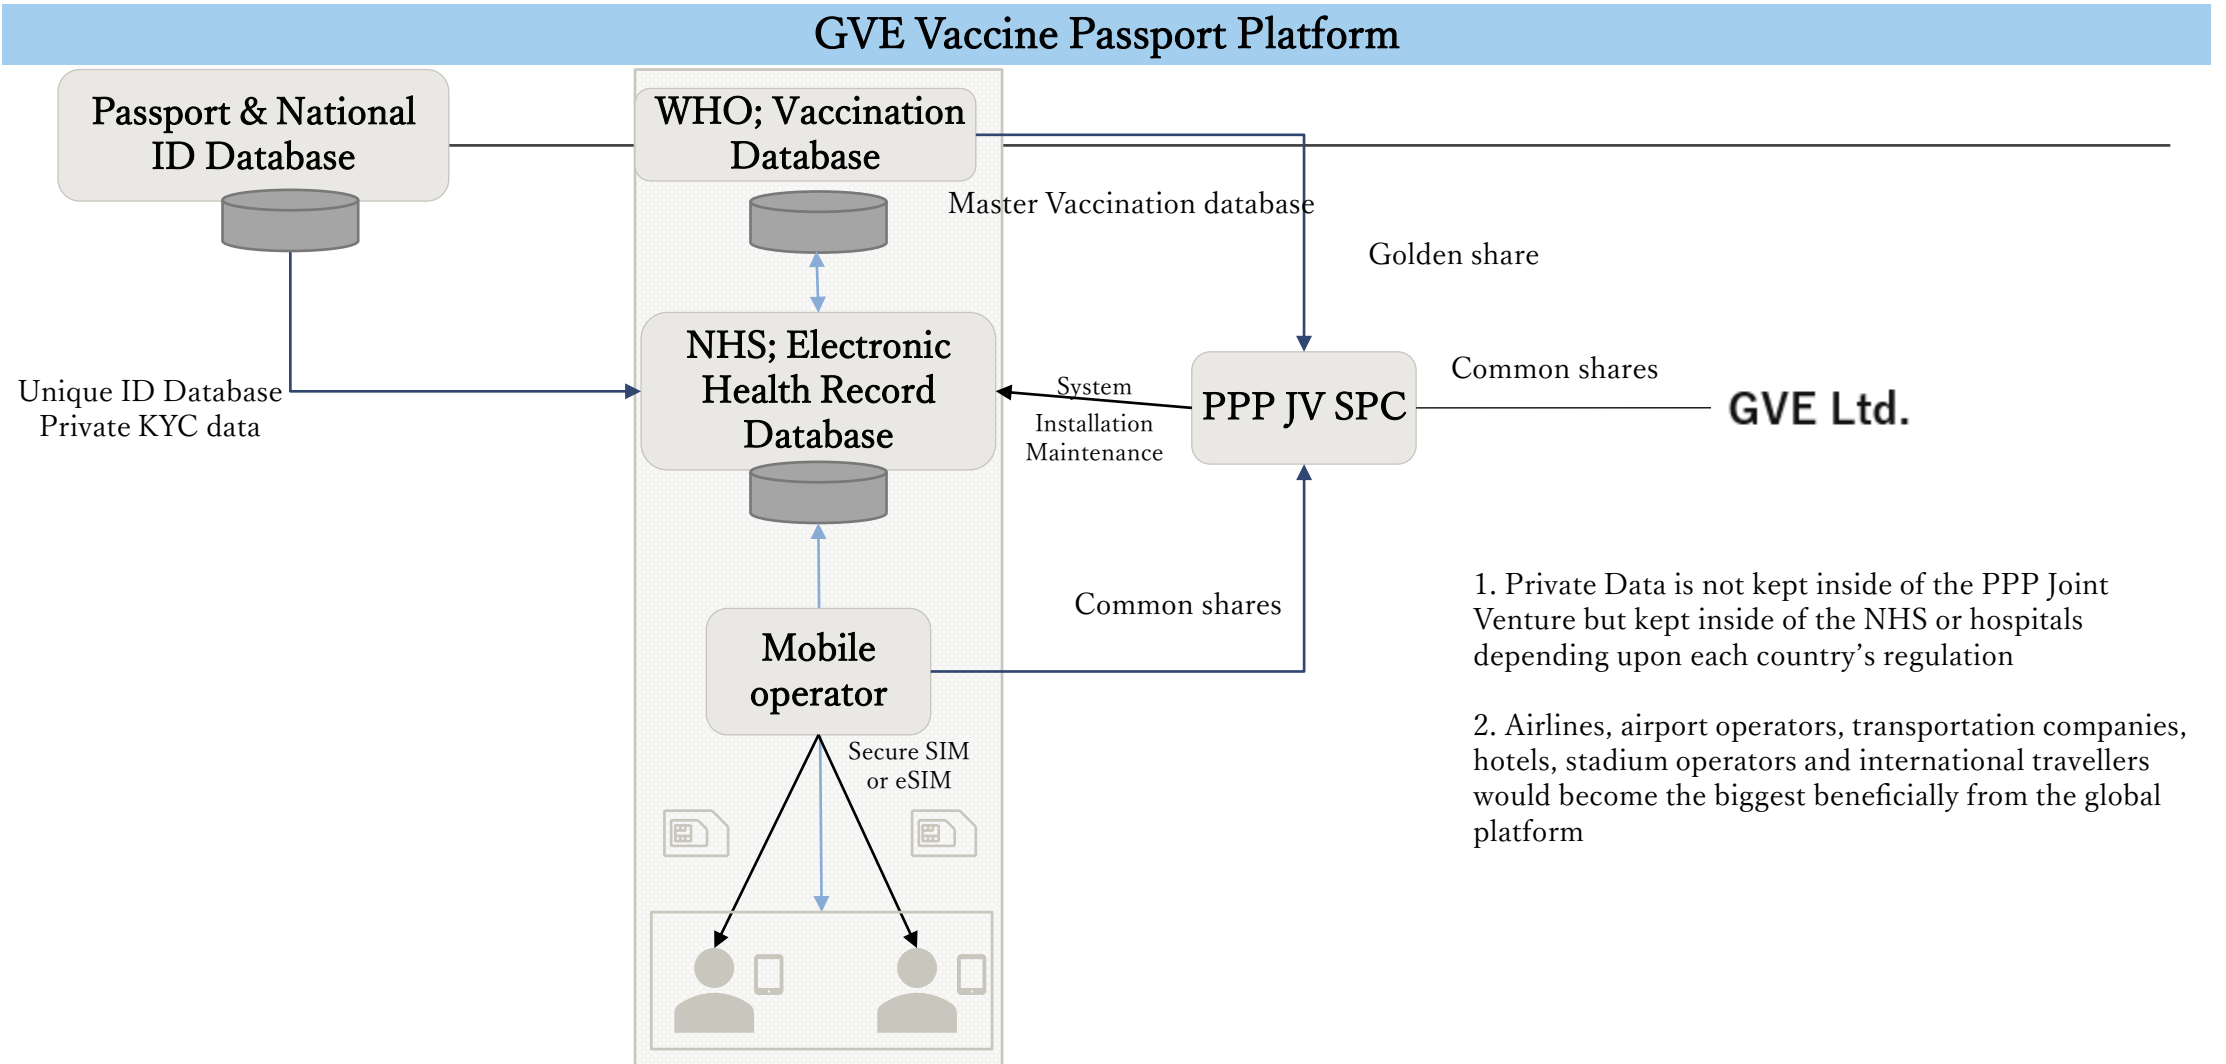 GVE Vaccine Passport Platform
Passport & National
ID Database
WHO; Vaccination
Database
Master Vaccination database
Golden share
Unique ID Database
Private KYC data
NHS; Electronic
Health Record
Database
System
Installation
Maintenance
PPP JV SPC
Common shares
GVE Ltd.
Common shares
Mobile
operator
Secure SIM
or eSIM
1. Private Data is not kept inside of the PPP Joint
Venture but kept inside of the NHS or hospitals
depending upon each country’s regulation
2. Airlines, airport operators, transportation companies,
hotels, stadium operators and international travellers
would become the biggest beneficially from the global
platform